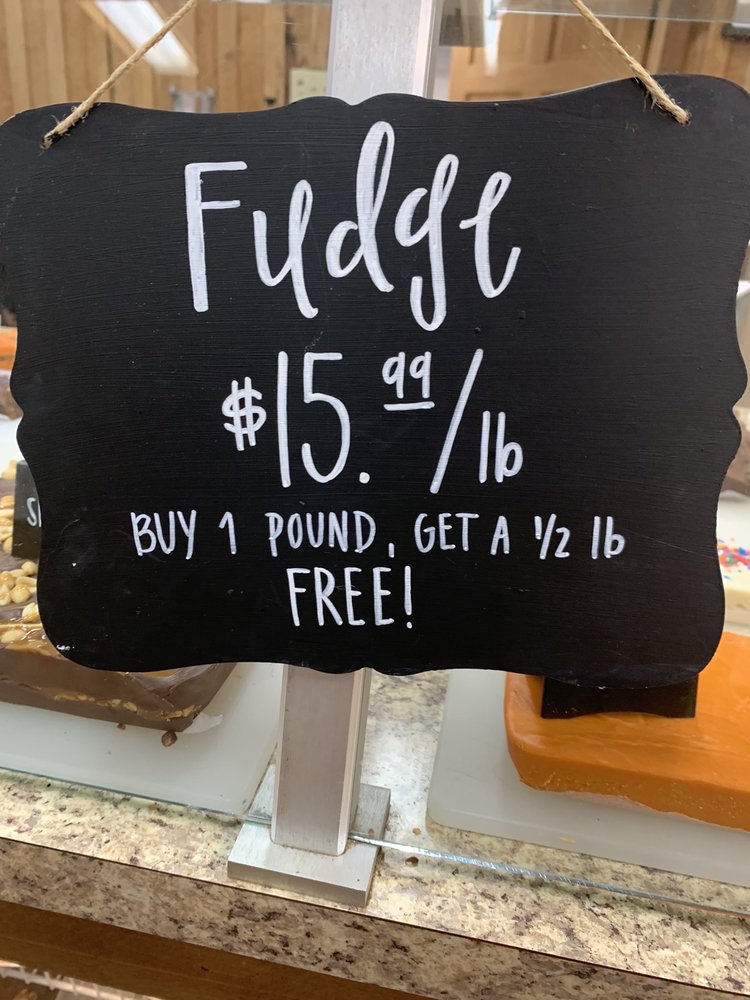 Fudge
$15.99/lb
BUY 1 POUND, GET A 1/2 lb
FREE!